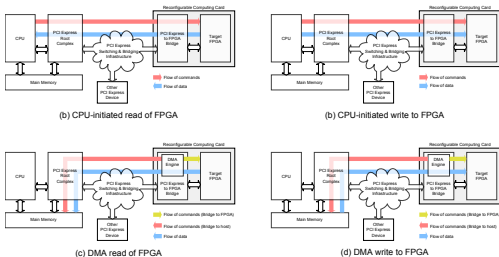 Reconfigurable Computing Card
CPU
PCI Express
Root
Complex
PCI Express
Switching & Bridging
Infrastructure
PCI Express
to FPGA
Bridge
Target
FPGA
Main Memory
Other
PCI Express
Device
Flow of commands
Flow of data
(b) CPU-initiated read of FPGA
Reconfigurable Computing Card
CPU
PCI Express
Root
Complex
PCI Express
Switching & Bridging
Infrastructure
PCI Express
to FPGA
Bridge
Target
FPGA
Main Memory
Other
PCI Express
Device
Flow of commands
Flow of data
(b) CPU-initiated write to FPGA
Reconfigurable Computing Card
CPU
PCI Express
Root
Complex
PCI Express
Switching & Bridging
Infrastructure
DMA
Engine
PCI Express
to FPGA
Bridge
Target
FPGA
Main Memory
Other
PCI Express
Device
Flow of commands (Bridge to FPGA)
Flow of commands (Bridge to host)
Flow of data
(c) DMA read of FPGA
Reconfigurable Computing Card
CPU
PCI Express
Root
Complex
PCI Express
Switching & Bridging
Infrastructure
DMA
Engine
PCI Express
to FPGA
Bridge
Target
FPGA
Main Memory
Other
PCI Express
Device
Flow of commands (Bridge to FPGA)
Flow of commands (Bridge to host)
Flow of data
(d) DMA write to FPGA